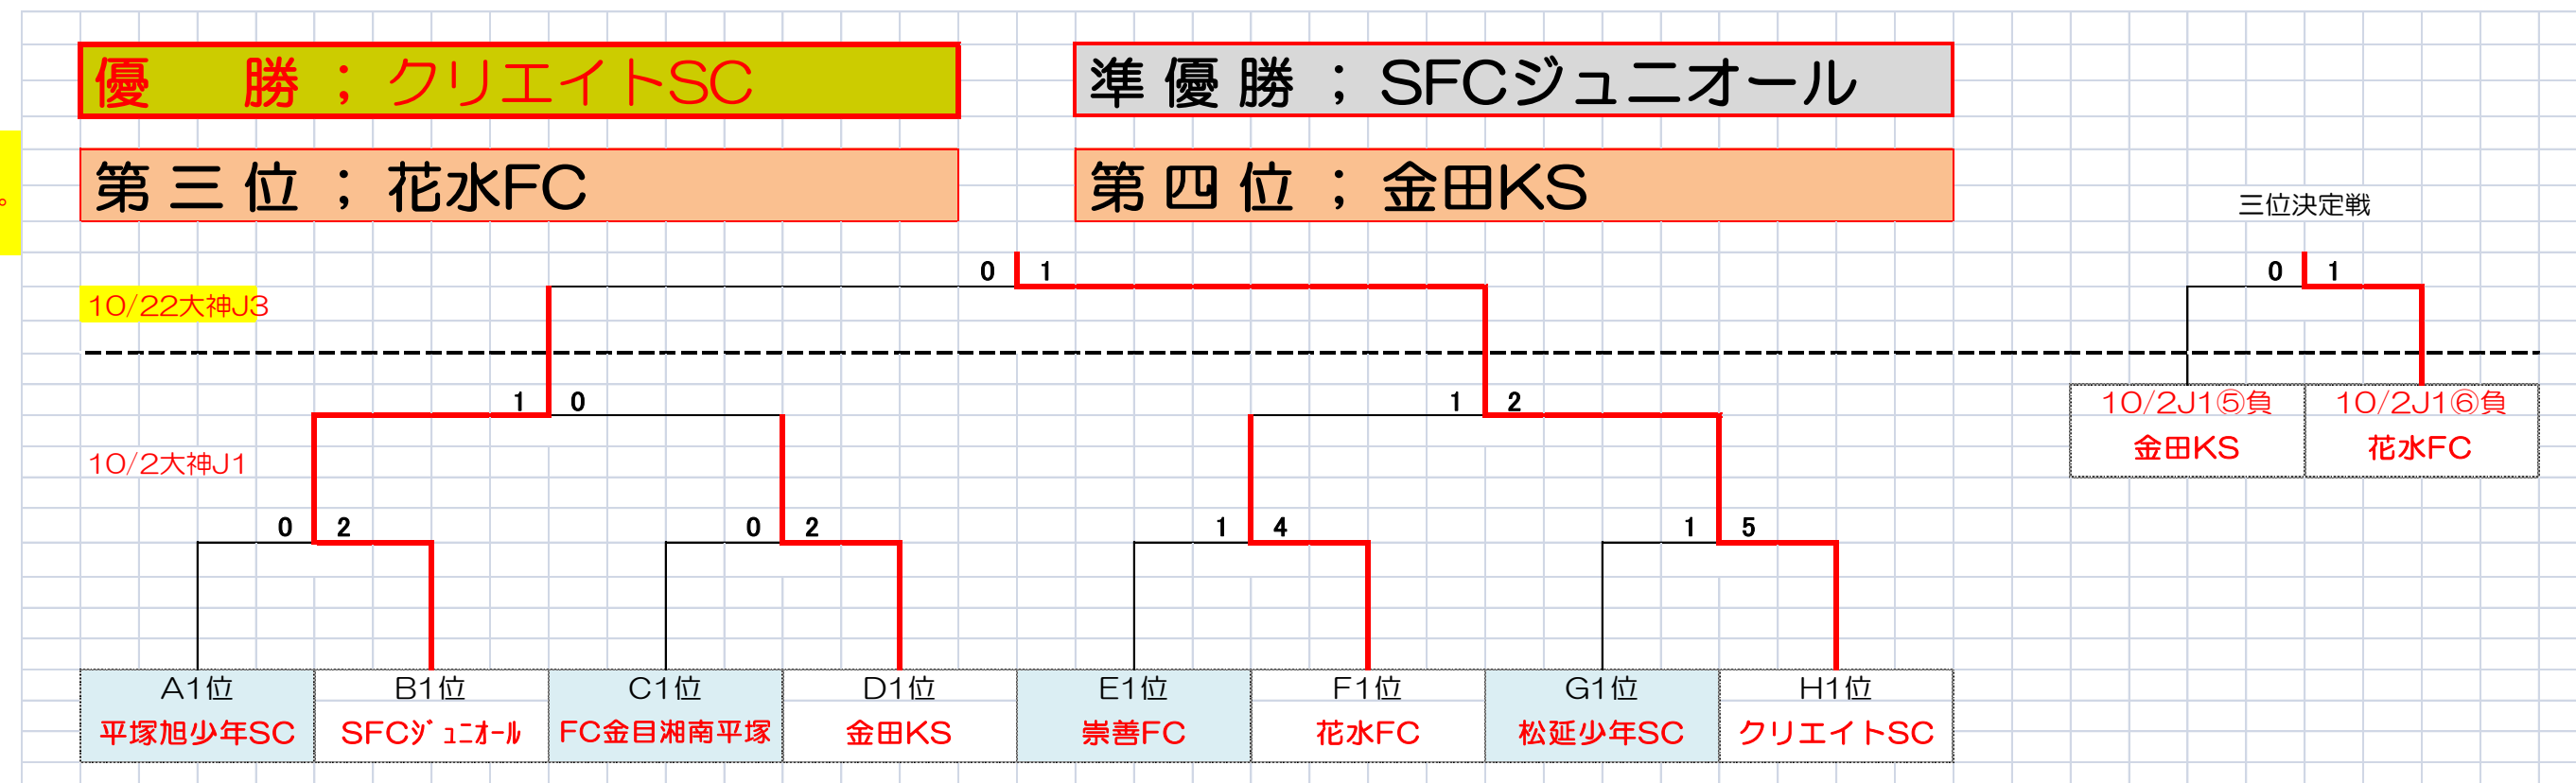 優　勝；クリエイトSC
準優勝；SFCジュニオール
第三位；花水FC
第四位；金田KS
。
三位決定戦
0 1
0 1
10/22大神J3
1 0
1 2
10/2J1⑤負
10/2J1⑥負
金田KS
花水FC
10/2大神J1
0 2
0 2
1 4
1 5
A1位
B1位
C1位
D1位
E1位
F1位
G1位
H1位
平塚旭少年SC
SFCｼﾞｭﾆｵｰﾙ
FC金目湘南平塚
金田KS
崇善FC
花水FC
松延少年SC
クリエイトSC